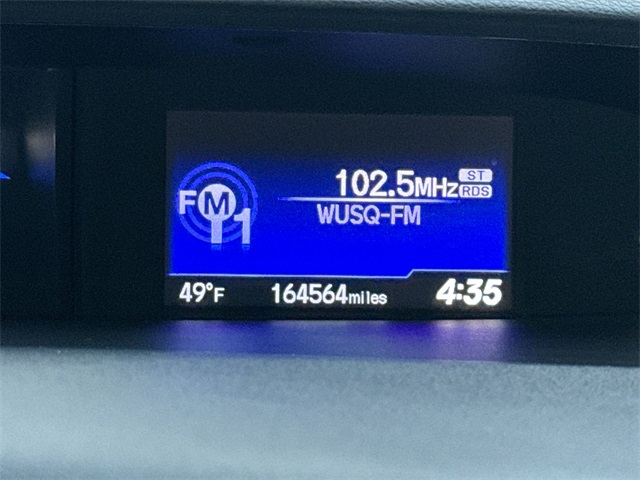 102.5MHz ST
RDS
FM1
WUSQ-FM
49°F 164564miles 4:35